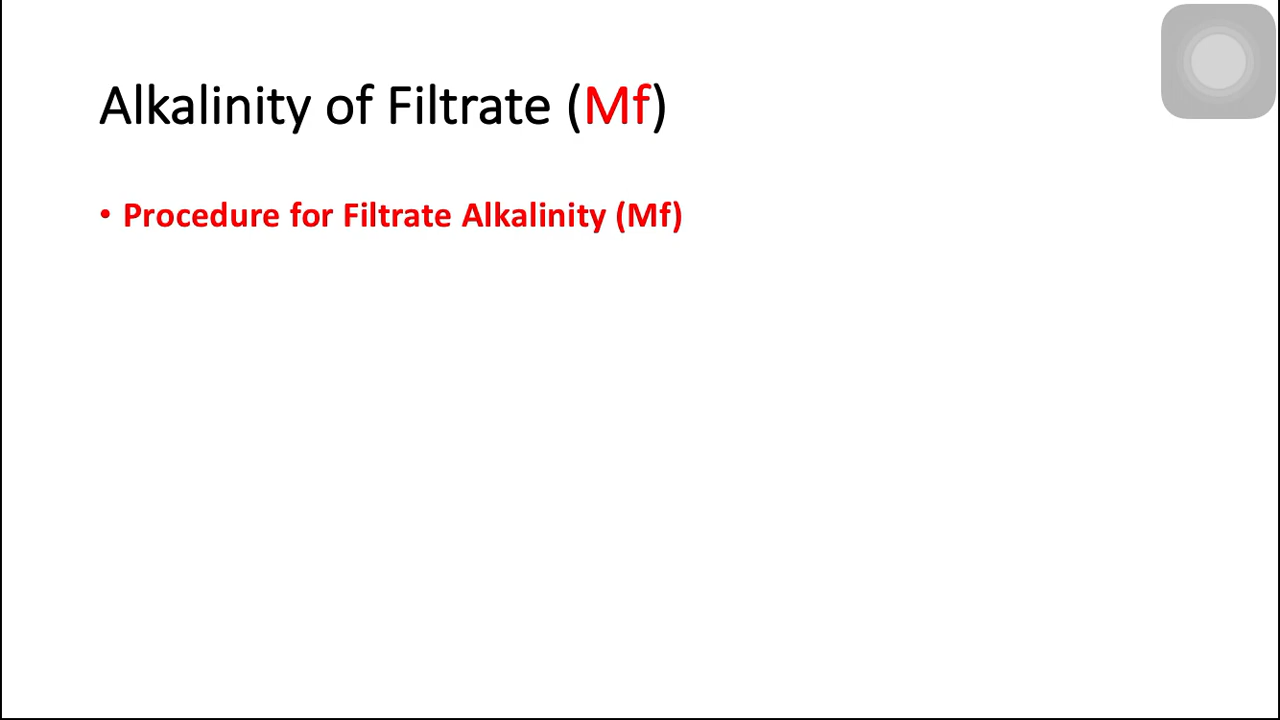 Alkalinity of Filtrate (Mf)
• Procedure for Filtrate Alkalinity (Mf)